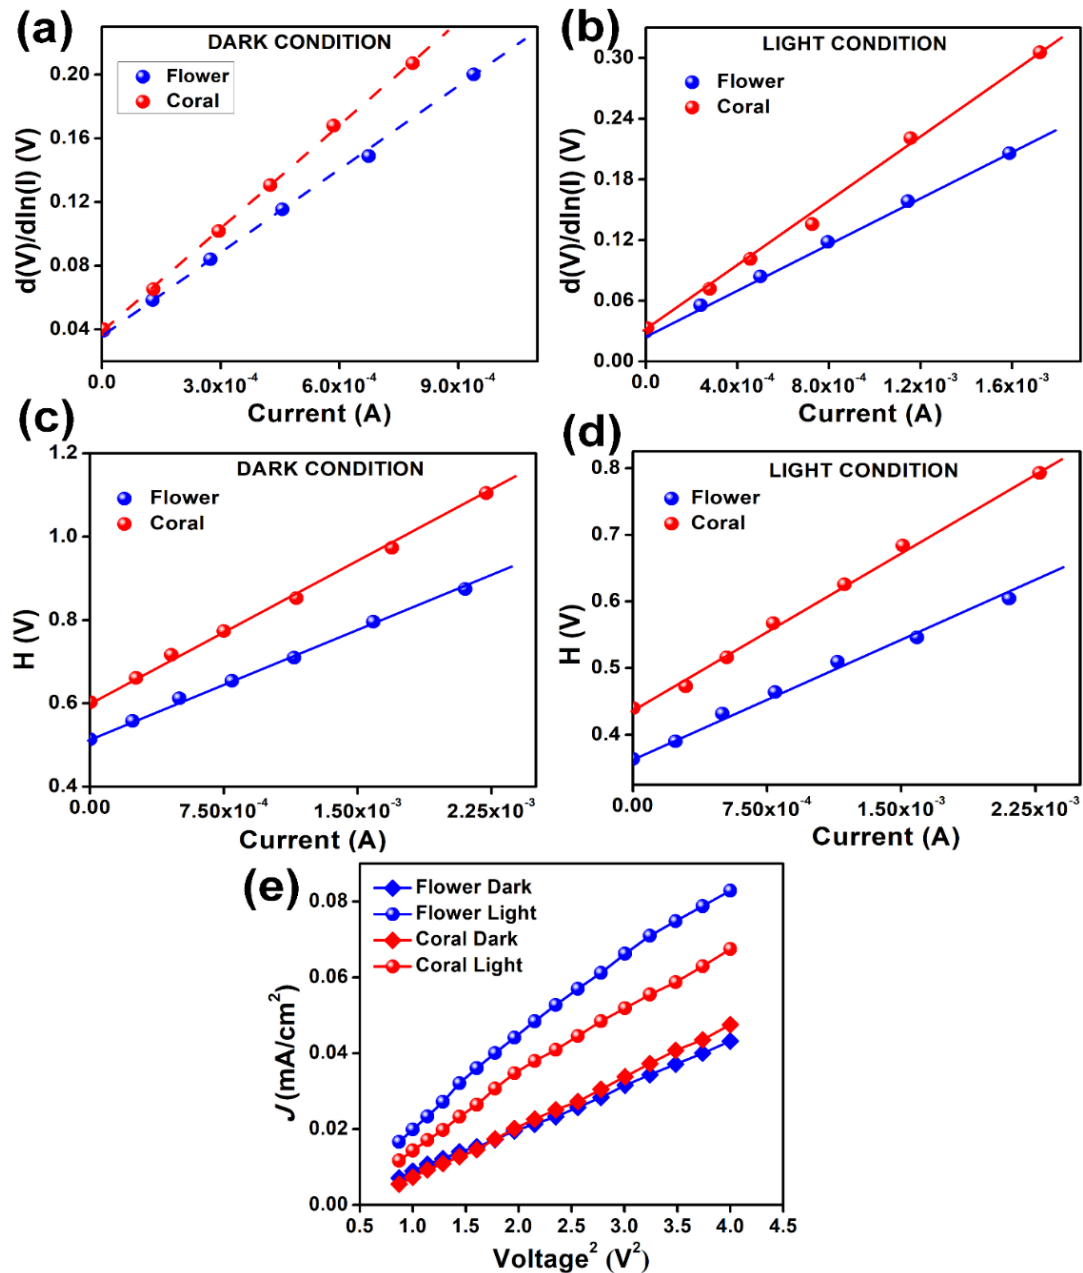 (a)
DARK CONDITION
Flower
Coral
0.20
0.16
0.12
0.08
0.04
d(V)/dln(I) (V)
0.0
3.0x10⁻⁴
6.0x10⁻⁴
9.0x10⁻⁴
Current (A)
(b)
LIGHT CONDITION
Flower
Coral
0.30
0.24
0.18
0.12
0.06
0.00
d(V)/dln(I) (V)
0.0
4.0x10⁻⁴
8.0x10⁻⁴
1.2x10⁻³
1.6x10⁻³
Current (A)
(c)
DARK CONDITION
Flower
Coral
1.2
1.0
0.8
0.6
0.4
H (V)
0.00
7.50x10⁻⁴
1.50x10⁻³
2.25x10⁻³
Current (A)
(d)
LIGHT CONDITION
Flower
Coral
0.8
0.7
0.6
0.5
0.4
H (V)
0.00
7.50x10⁻⁴
1.50x10⁻³
2.25x10⁻³
Current (A)
(e)
Flower Dark
Flower Light
Coral Dark
Coral Light
0.08
0.06
0.04
0.02
0.00
J (mA/cm²)
0.5
1.0
1.5
2.0
2.5
3.0
3.5
4.0
4.5
Voltage² (V²)